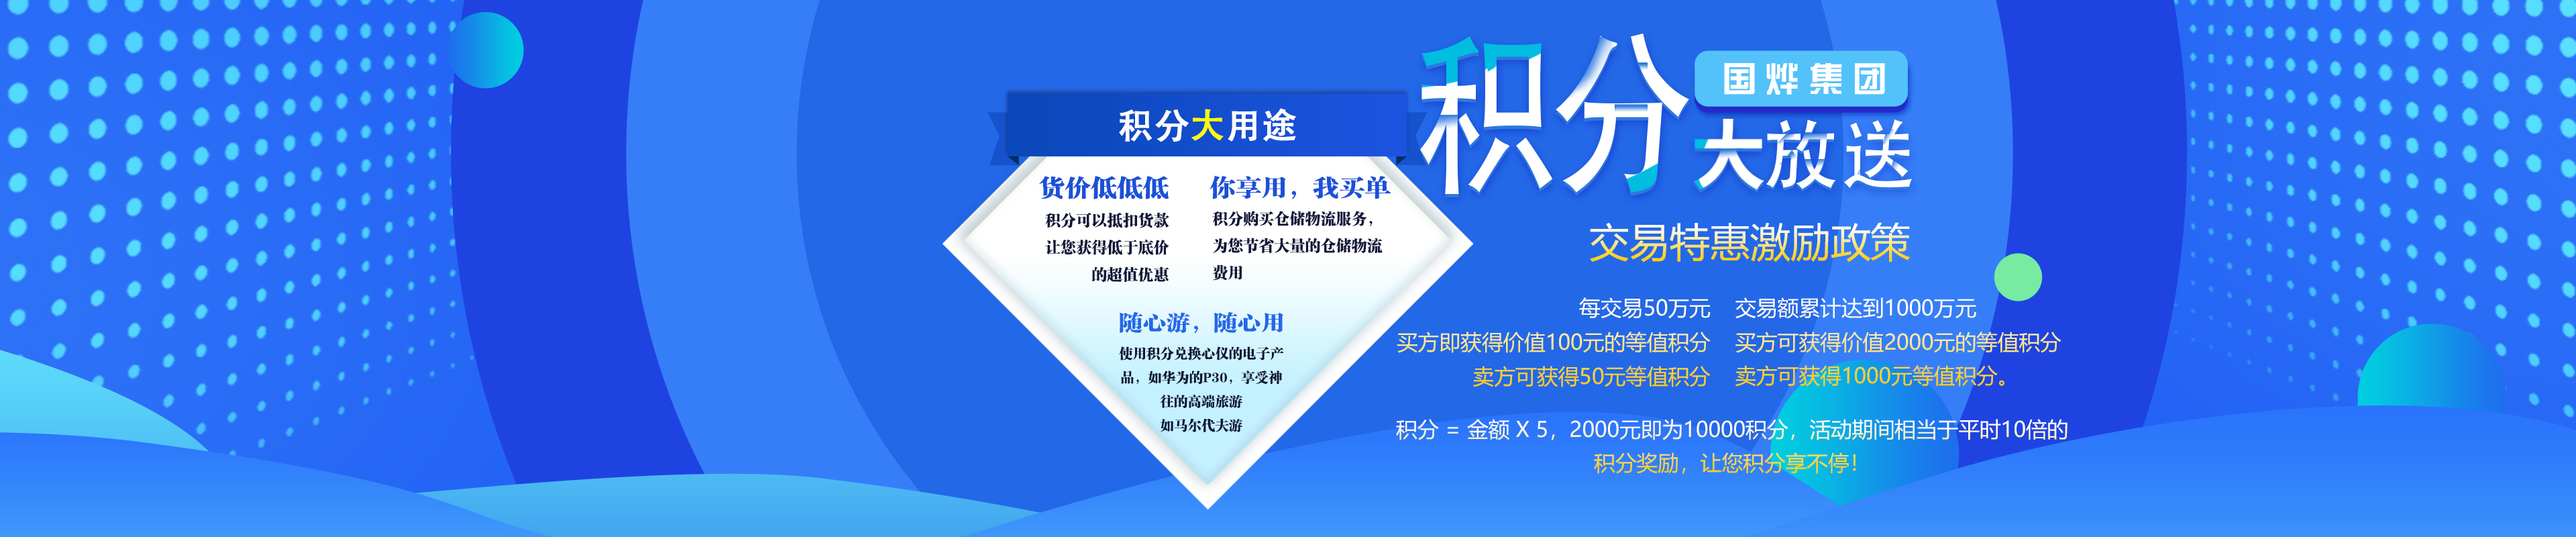 积分大用途
货价低低低
积分可以抵扣货款
让您获得低于底价
的超值优惠
你享用，我买单
积分购买仓储物流服务，
为您节省大量的仓储物流
费用
随心游，随心用
使用积分兑换心仪的电子产
品，如华为的P30，享受神
往的高端旅游
如马尔代夫游
积分
国烨集团
大放送
交易特惠激励政策
每交易50万元
买方即获得价值100元的等值积分
卖方可获得50元等值积分
交易额累计达到1000万元
买方可获得价值2000元的等值积分
卖方可获得1000元等值积分。
积分 = 金额 X 5，2000元即为10000积分，活动期间相当于平时10倍的
积分奖励，让您积分享不停！